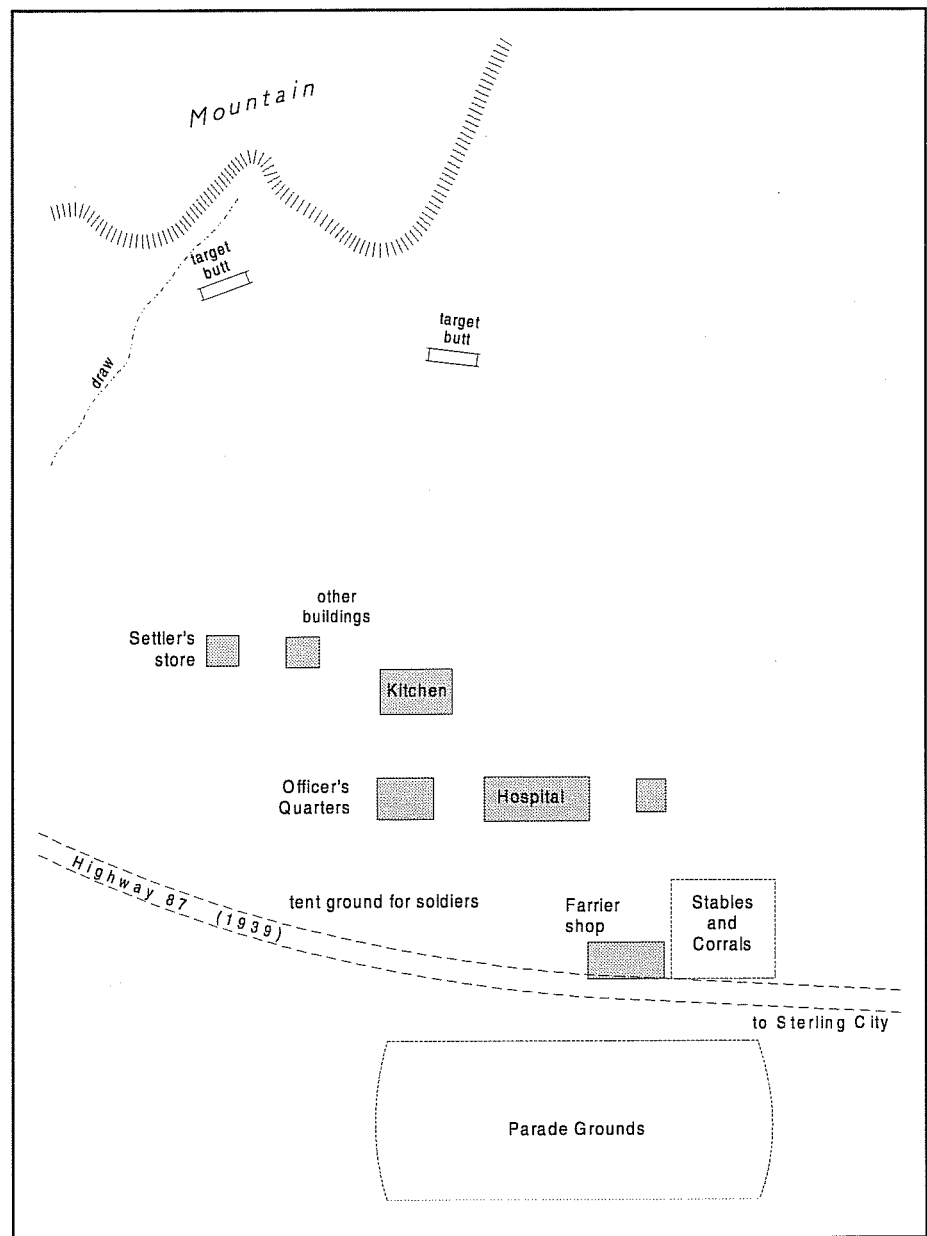 Mountain
target
butt
target
butt
draw
other
buildings
Settler's
store
Kitchen
Officer's
Quarters
Hospital
Highway 87 (1939)
tent ground for soldiers
Farrier
shop
Stables
and
Corrals
to Sterling City
Parade Grounds